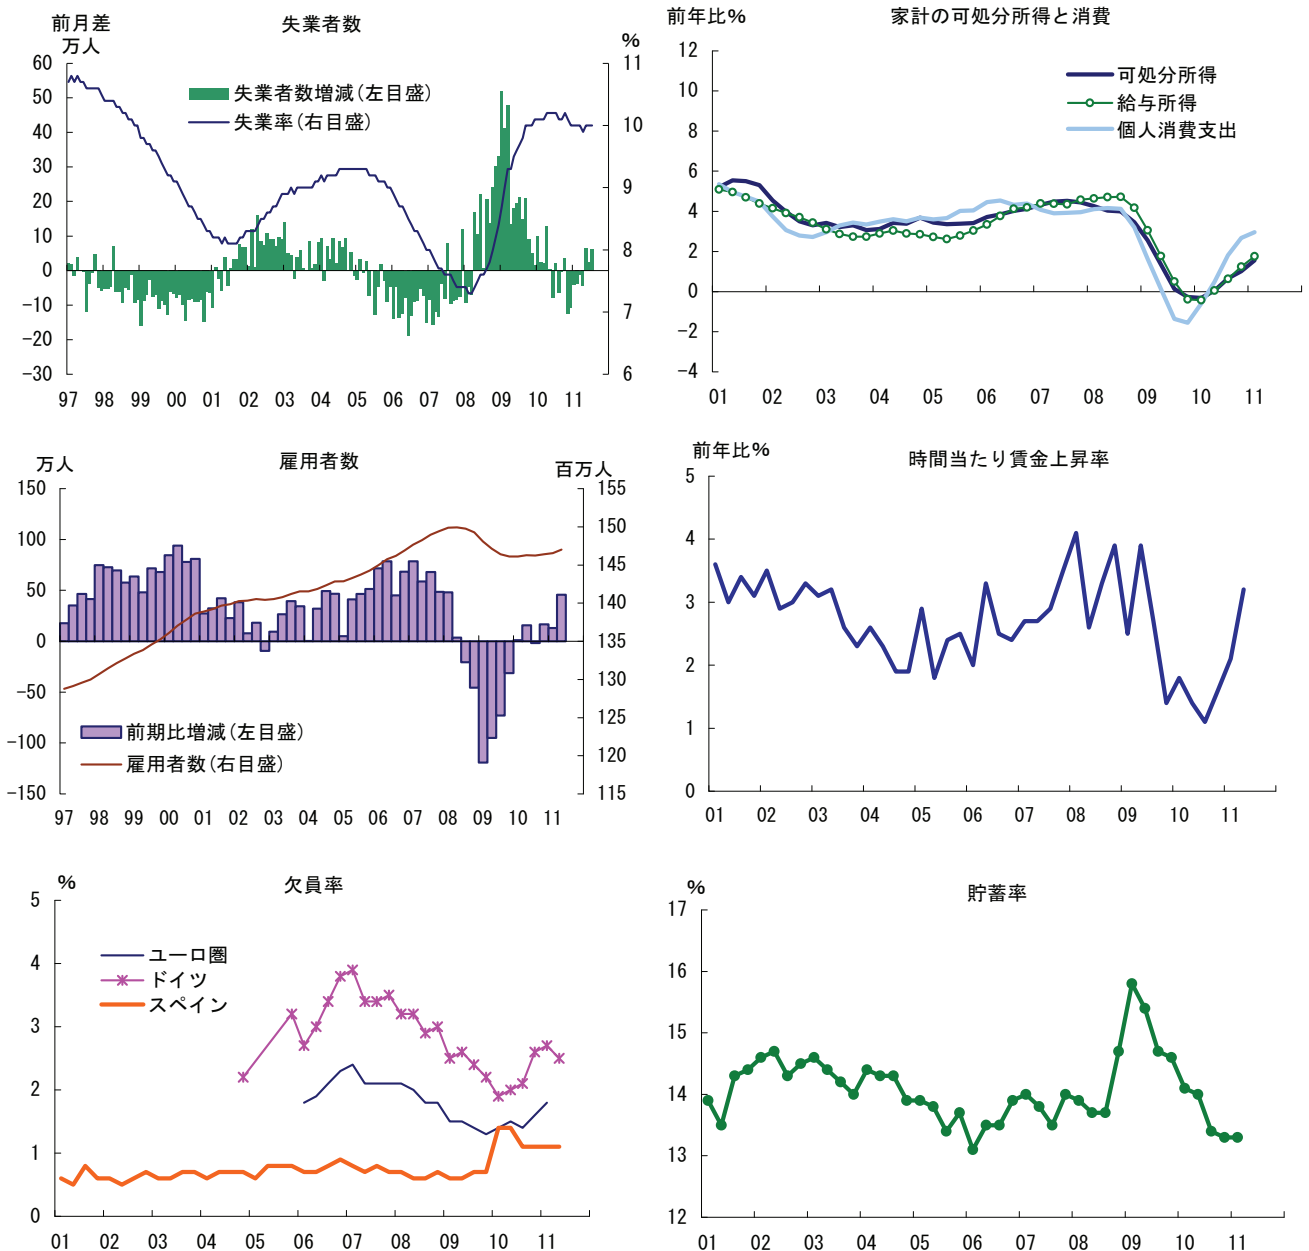 失業者数
前月差
万人
%
60
50
40
30
20
10
0
-10
-20
-30
11
10
9
8
7
6
失業者数増減(左目盛)
失業率(右目盛)
97 98 99 00 01 02 03 04 05 06 07 08 09 10 11
家計の可処分所得と消費
前年比%
12
10
8
6
4
2
0
-2
-4
可処分所得
給与所得
個人消費支出
01 02 03 04 05 06 07 08 09 10 11
雇用者数
万人
百万人
150
100
50
0
-50
-100
-150
155
150
145
140
135
130
125
120
115
前期比増減(左目盛)
雇用者数(右目盛)
97 98 99 00 01 02 03 04 05 06 07 08 09 10 11
時間当たり賃金上昇率
前年比%
5
4
3
2
1
0
01 02 03 04 05 06 07 08 09 10 11
欠員率
%
5
4
3
2
1
0
ユーロ圏
ドイツ
スペイン
01 02 03 04 05 06 07 08 09 10 11
貯蓄率
%
17
16
15
14
13
12
01 02 03 04 05 06 07 08 09 10 11